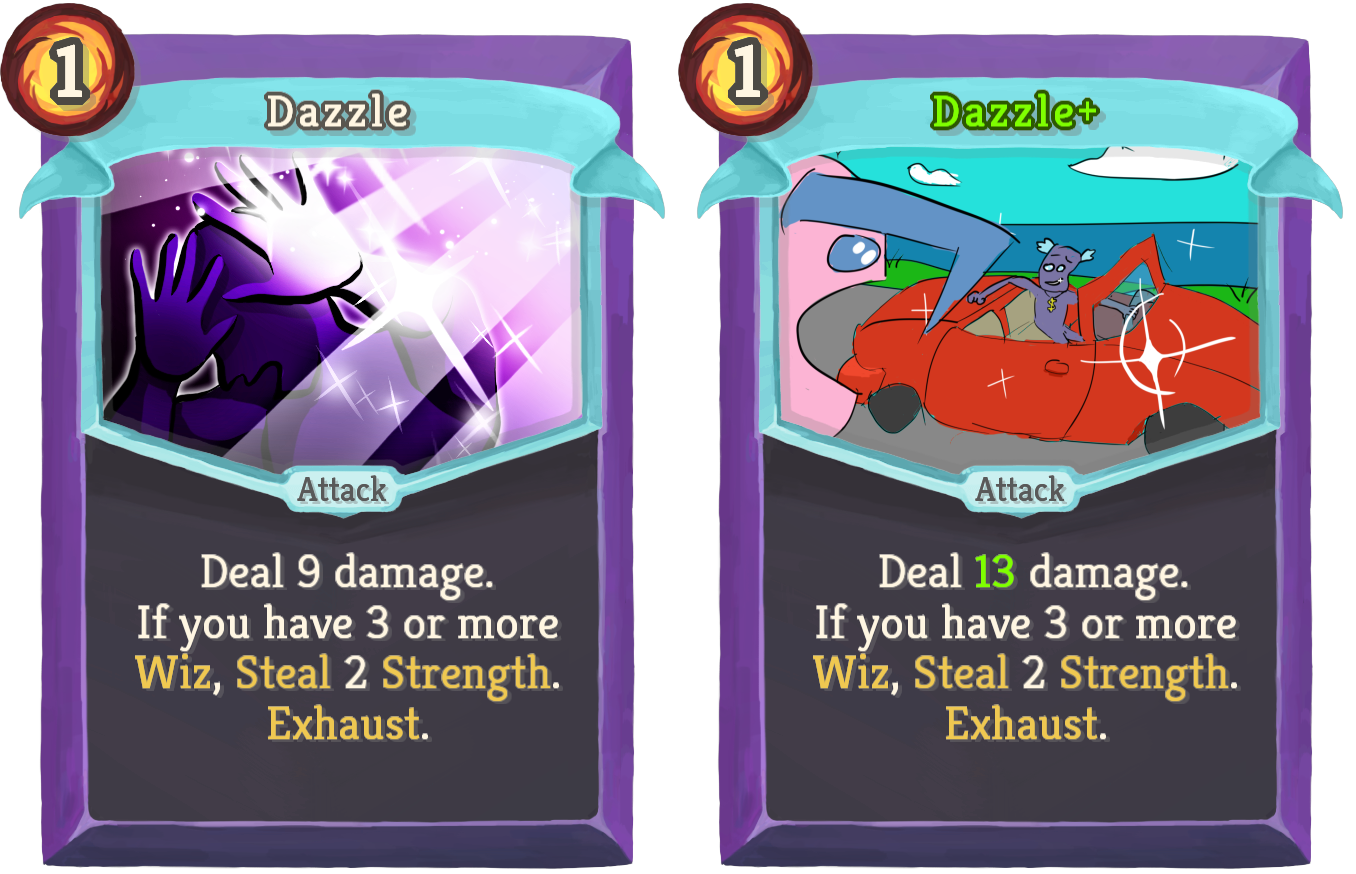 1
Dazzle
Attack
Deal 9 damage.
If you have 3 or more
Wiz, Steal 2 Strength.
Exhaust.
1
Dazzle+
Attack
Deal 13 damage.
If you have 3 or more
Wiz, Steal 2 Strength.
Exhaust.